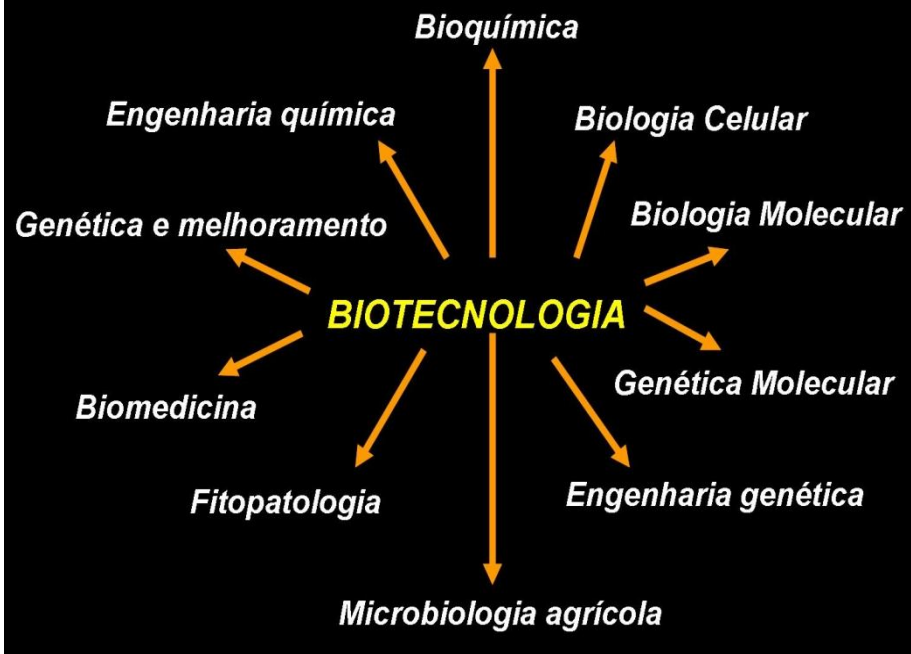 Bioquímica
Engenharia química
Biologia Celular
Genética e melhoramento
Biologia Molecular
BIOTECNOLOGIA
Genética Molecular
Biomedicina
Fitopatologia
Engenharia genética
Microbiologia agrícola